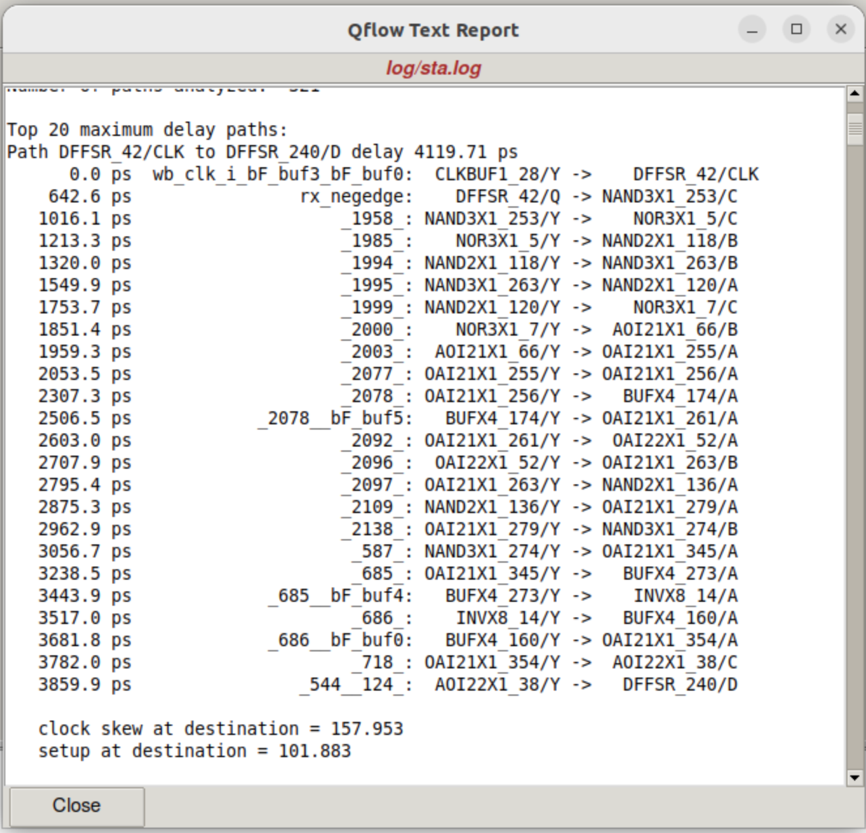 Qflow Text Report
log/sta.log
Number of paths analyzed: 321
Top 20 maximum delay paths:
Path DFFSR_42/CLK to DFFSR_240/D delay 4119.71 ps
0.0 ps wb_clk_i_bF_buf3_bF_buf0: CLKBUF1_28/Y -> DFFSR_42/CLK
642.6 ps rx_negedge: DFFSR_42/Q -> NAND3X1_253/C
1016.1 ps _1958_: NAND3X1_253/Y -> NOR3X1_5/C
1213.3 ps _1985_: NOR3X1_5/Y -> NAND2X1_118/B
1320.0 ps _1994_: NAND2X1_118/Y -> NAND3X1_263/B
1549.9 ps _1995_: NAND3X1_263/Y -> NAND2X1_120/A
1753.7 ps _1999_: NAND2X1_120/Y -> NOR3X1_7/C
1851.4 ps _2000_: NOR3X1_7/Y -> AOI21X1_66/B
1959.3 ps _2003_: AOI21X1_66/Y -> OAI21X1_255/A
2053.5 ps _2077_: OAI21X1_255/Y -> OAI21X1_256/A
2307.3 ps _2078_: OAI21X1_256/Y -> BUFX4_174/A
2506.5 ps _2078__bF_buf5: BUFX4_174/Y -> OAI21X1_261/A
2603.0 ps _2092_: OAI21X1_261/Y -> OAI22X1_52/A
2707.9 ps _2096_: OAI22X1_52/Y -> OAI21X1_263/B
2795.4 ps _2097_: OAI21X1_263/Y -> NAND2X1_136/A
2875.3 ps _2109_: NAND2X1_136/Y -> OAI21X1_279/A
2962.9 ps _2138_: OAI21X1_279/Y -> NAND3X1_274/B
3056.7 ps _587_: NAND3X1_274/Y -> OAI21X1_345/A
3238.5 ps _685_: OAI21X1_345/Y -> BUFX4_273/A
3443.9 ps _685__bF_buf4: BUFX4_273/Y -> INVX8_14/A
3517.0 ps _686_: INVX8_14/Y -> BUFX4_160/A
3681.8 ps _686__bF_buf0: BUFX4_160/Y -> OAI21X1_354/A
3782.0 ps _718_: OAI21X1_354/Y -> AOI22X1_38/C
3859.9 ps _544__124_: AOI22X1_38/Y -> DFFSR_240/D
clock skew at destination = 157.953
setup at destination = 101.883
Close